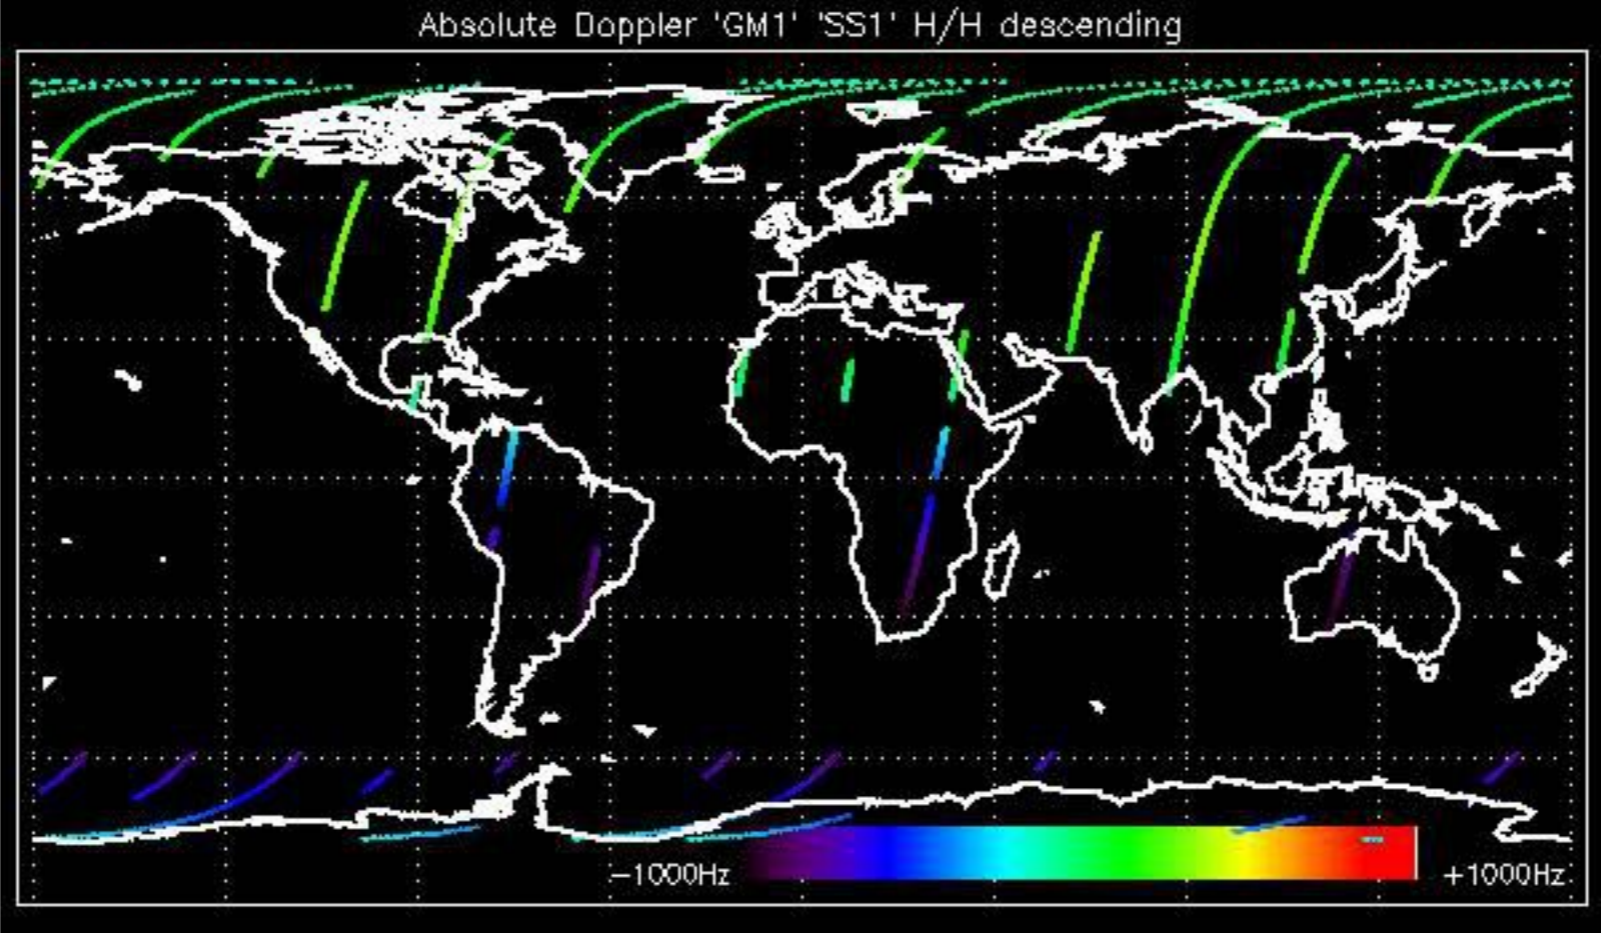 Absolute Doppler 'GM1' 'SS1' H/H descending
−1000Hz +1000Hz